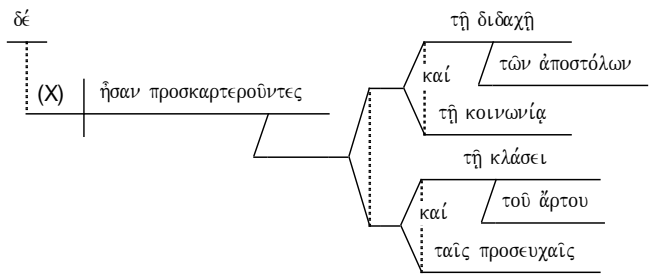 δέ
(X) ἦσαν προσκαρτεροῦντες
τῇ διδαχῇ
τῶν ἀποστόλων
καί
τῇ κοινωνίᾳ
τῇ κλάσει
τοῦ ἄρτου
καί
ταῖς προσευχαῖς